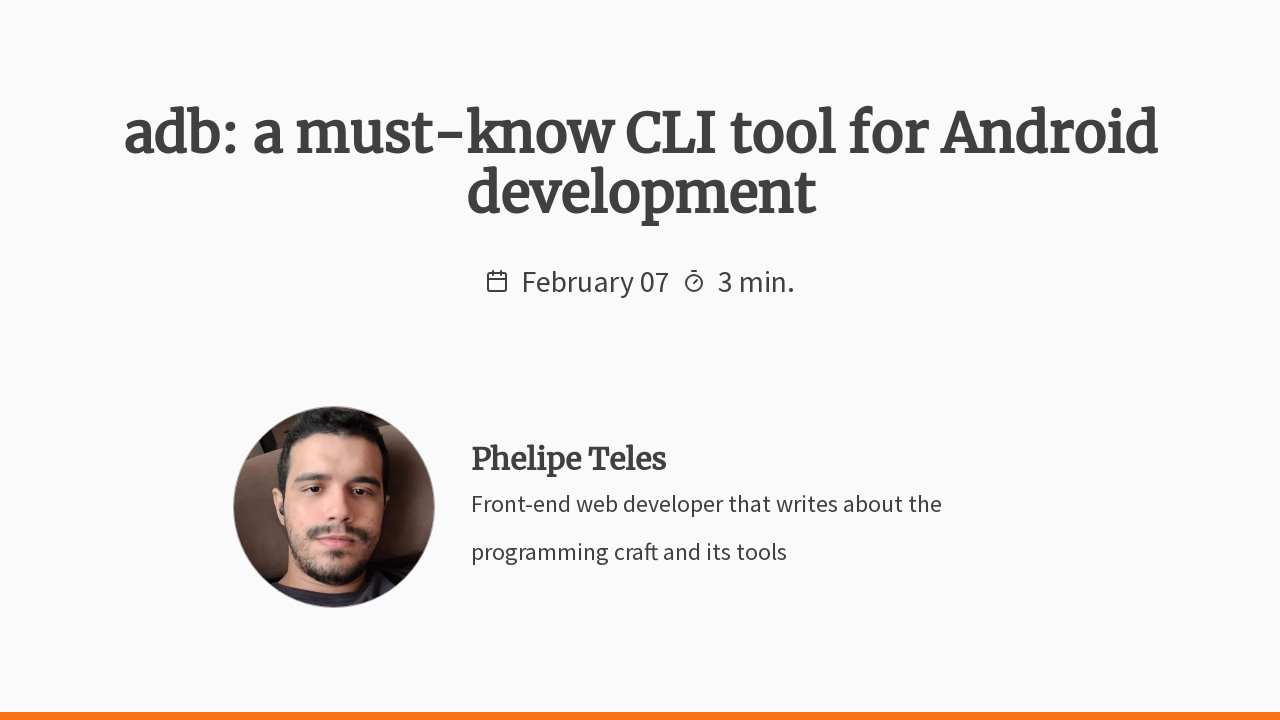 adb: a must-know CLI tool for Android
development
February 07 3 min.
Phelipe Teles
Front-end web developer that writes about the
programming craft and its tools